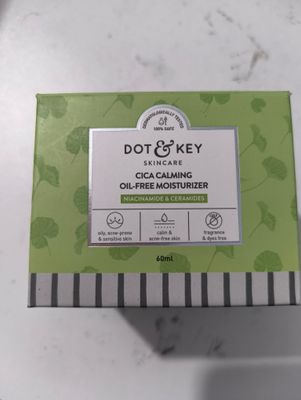 DERMATOLOGICALLY TESTED
100% SAFE
DOT & KEY
SKINCARE
CICA CALMING
OIL-FREE MOISTURIZER
NIACINAMIDE & CERAMIDES
oily, acne-prone
& sensitive skin
calm &
acne-free skin
fragrance
& dyes free
60ml